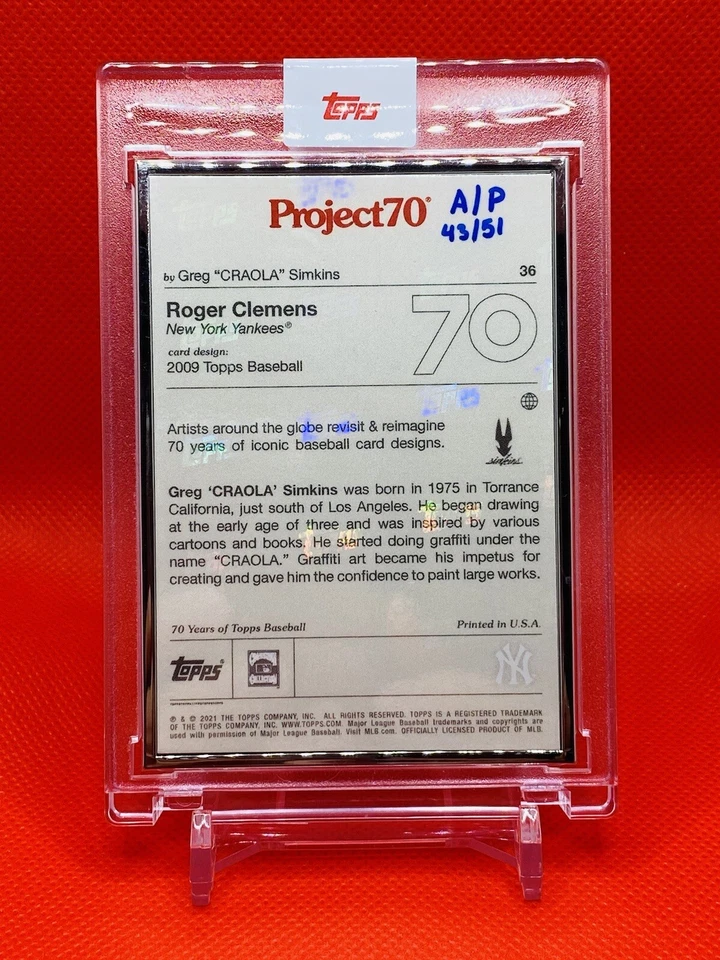 Topps
Project70®
A/P
43/51
by Greg "CRAOLA" Simkins
36
Roger Clemens
New York Yankees®
70
card design:
2009 Topps Baseball
Artists around the globe revisit & reimagine
70 years of iconic baseball card designs.
simkins
Greg 'CRAOLA' Simkins was born in 1975 in Torrance
California, just south of Los Angeles. He began drawing
at the early age of three and was inspired by various
cartoons and books. He started doing graffiti under the
name "CRAOLA." Graffiti art became his impetus for
creating and gave him the confidence to paint large works.
70 Years of Topps Baseball
Printed in U.S.A.
Topps®
NY
® & © 2021 THE TOPPS COMPANY, INC. ALL RIGHTS RESERVED. TOPPS IS A REGISTERED TRADEMARK
OF THE TOPPS COMPANY, INC. WWW.TOPPS.COM. Major League Baseball trademarks and copyrights are
used with permission of Major League Baseball. Visit MLB.com. OFFICIALLY LICENSED PRODUCT OF MLB.